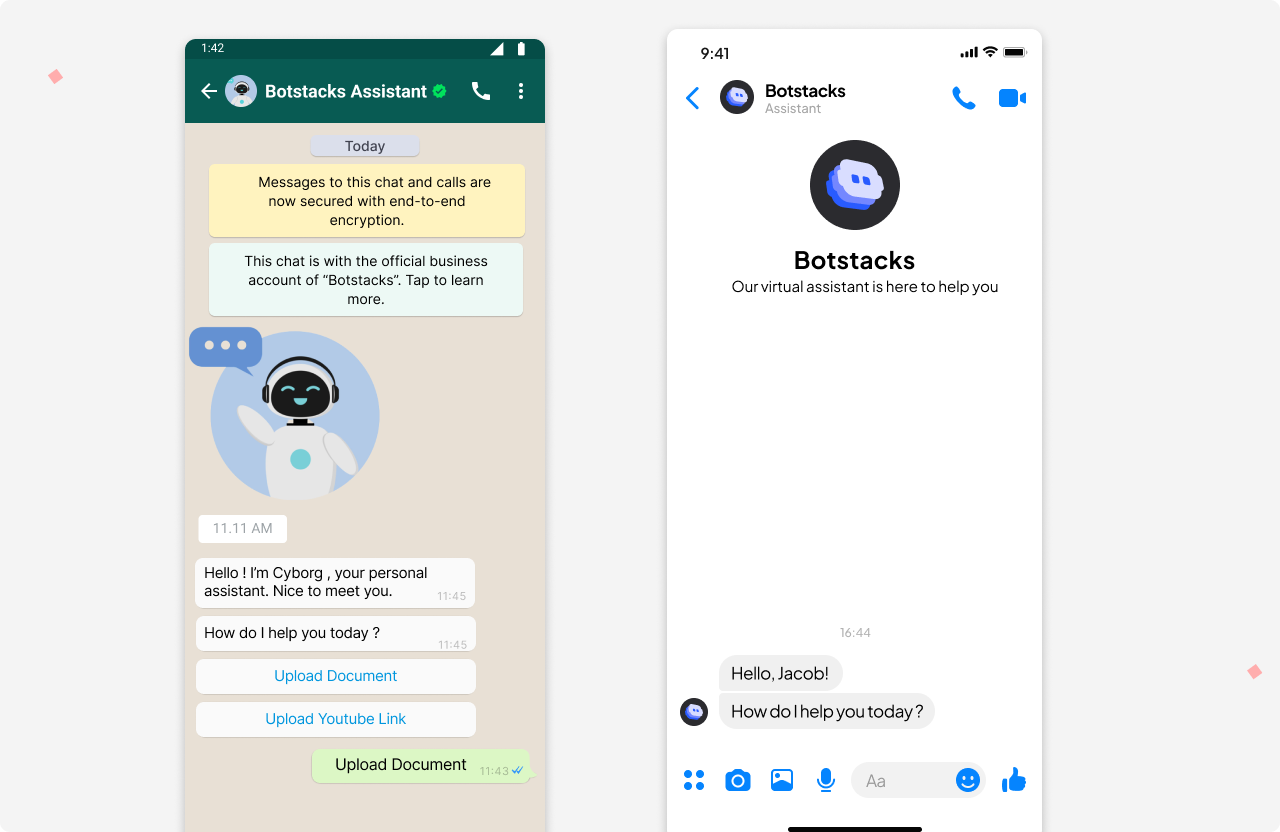 1:42
Botstacks Assistant
Today
Messages to this chat and calls are
now secured with end-to-end
encryption.
This chat is with the official business
account of “Botstacks”. Tap to learn
more.
11.11 AM
Hello ! I’m Cyborg , your personal
assistant. Nice to meet you.
11:45
How do I help you today ?
11:45
Upload Document
Upload Youtube Link
Upload Document
11:43
9:41
Botstacks
Assistant
Botstacks
Our virtual assistant is here to help you
16:44
Hello, Jacob!
How do I help you today ?
Aa